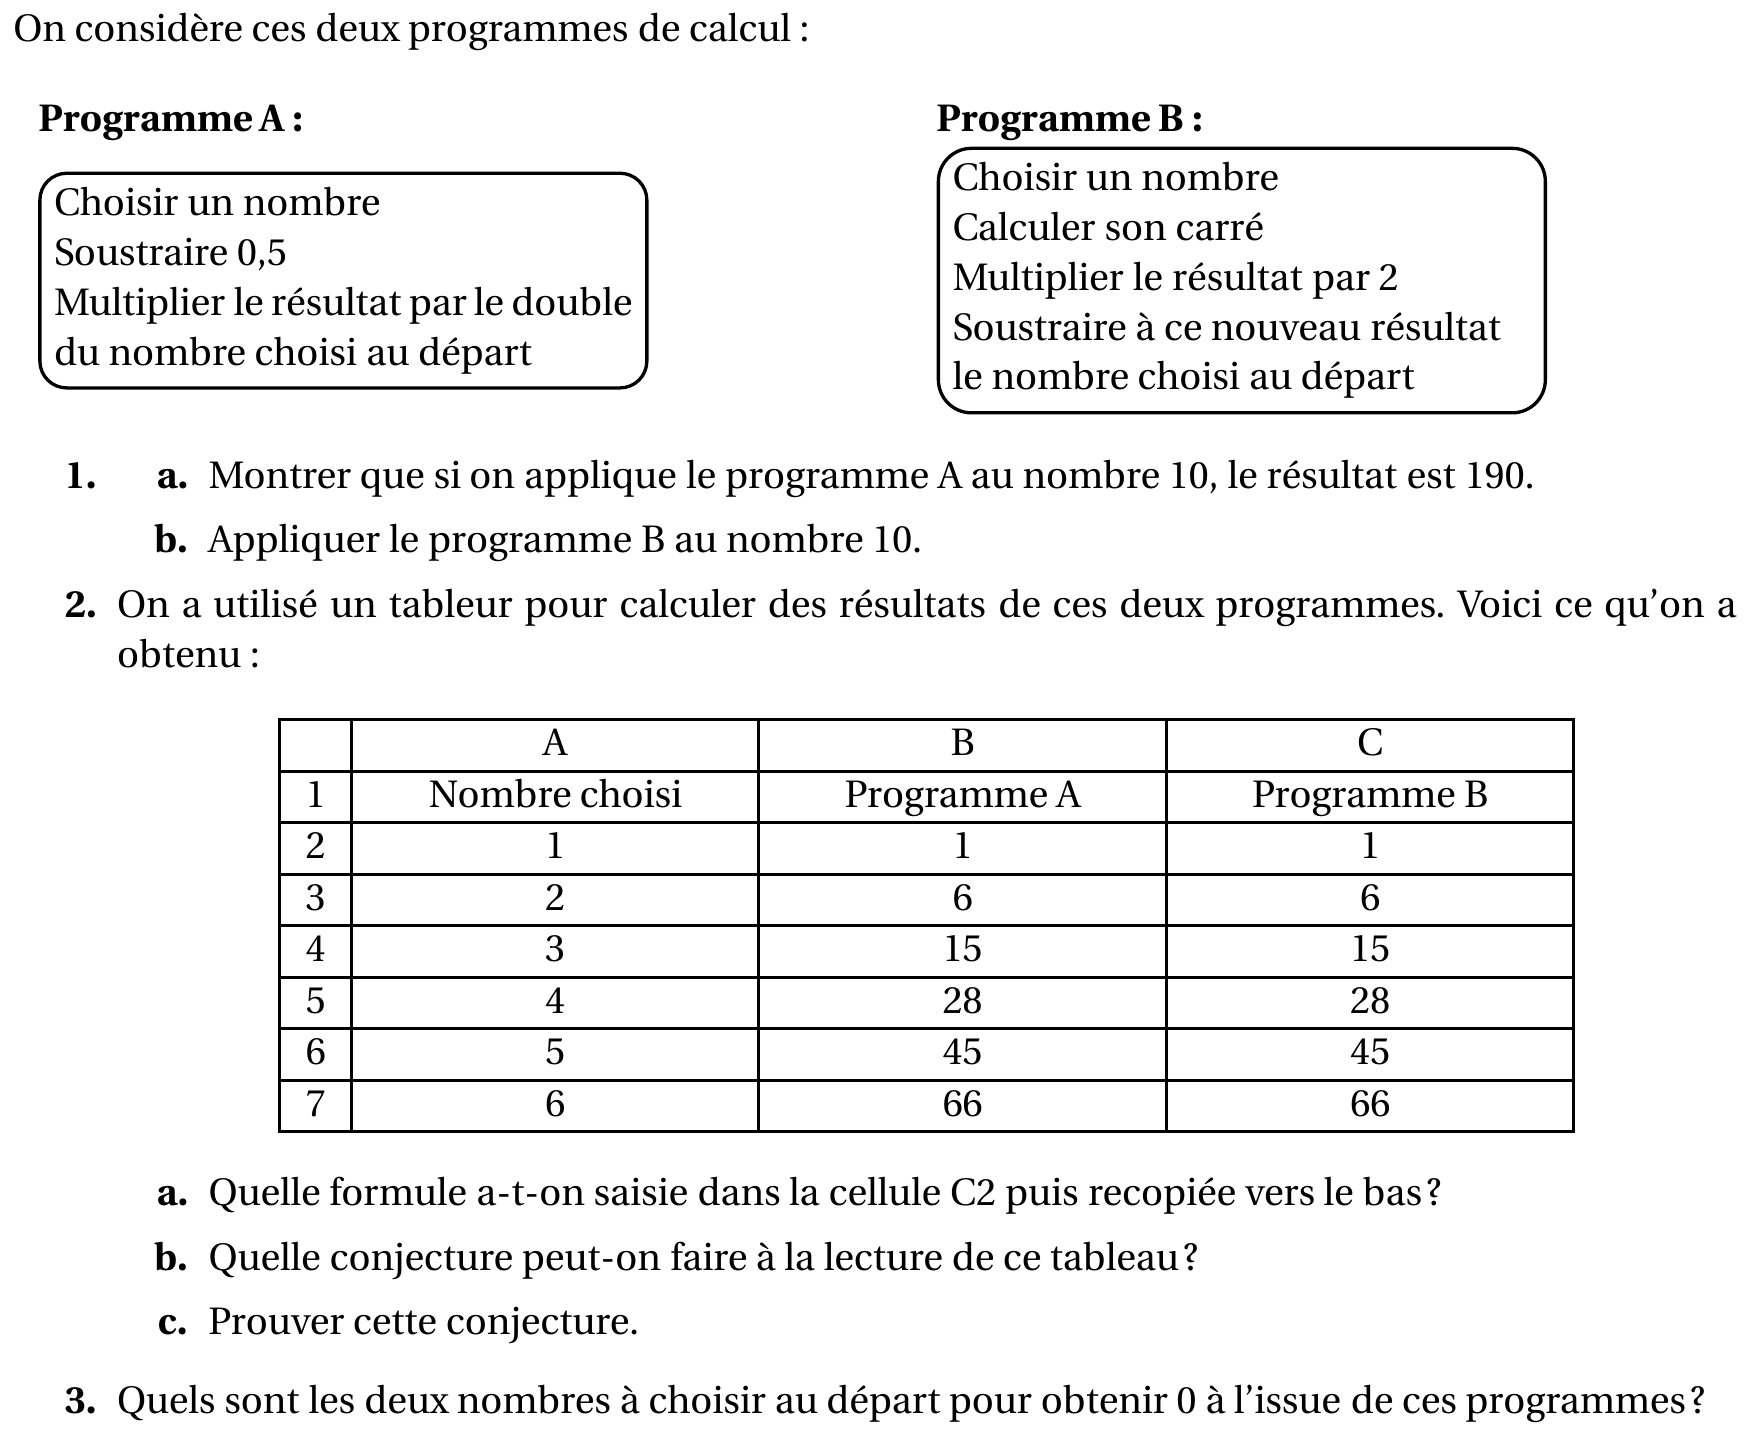 On considère ces deux programmes de calcul :
Programme A :
Choisir un nombre
Soustraire 0,5
Multiplier le résultat par le double
du nombre choisi au départ
Programme B :
Choisir un nombre
Calculer son carré
Multiplier le résultat par 2
Soustraire à ce nouveau résultat
le nombre choisi au départ
1. a. Montrer que si on applique le programme A au nombre 10, le résultat est 190.
b. Appliquer le programme B au nombre 10.
2. On a utilisé un tableur pour calculer des résultats de ces deux programmes. Voici ce qu'on a
obtenu :
A B C
1 Nombre choisi Programme A Programme B
2 1 1 1
3 2 6 6
4 3 15 15
5 4 28 28
6 5 45 45
7 6 66 66
a. Quelle formule a-t-on saisie dans la cellule C2 puis recopiée vers le bas ?
b. Quelle conjecture peut-on faire à la lecture de ce tableau ?
c. Prouver cette conjecture.
3. Quels sont les deux nombres à choisir au départ pour obtenir 0 à l'issue de ces programmes ?